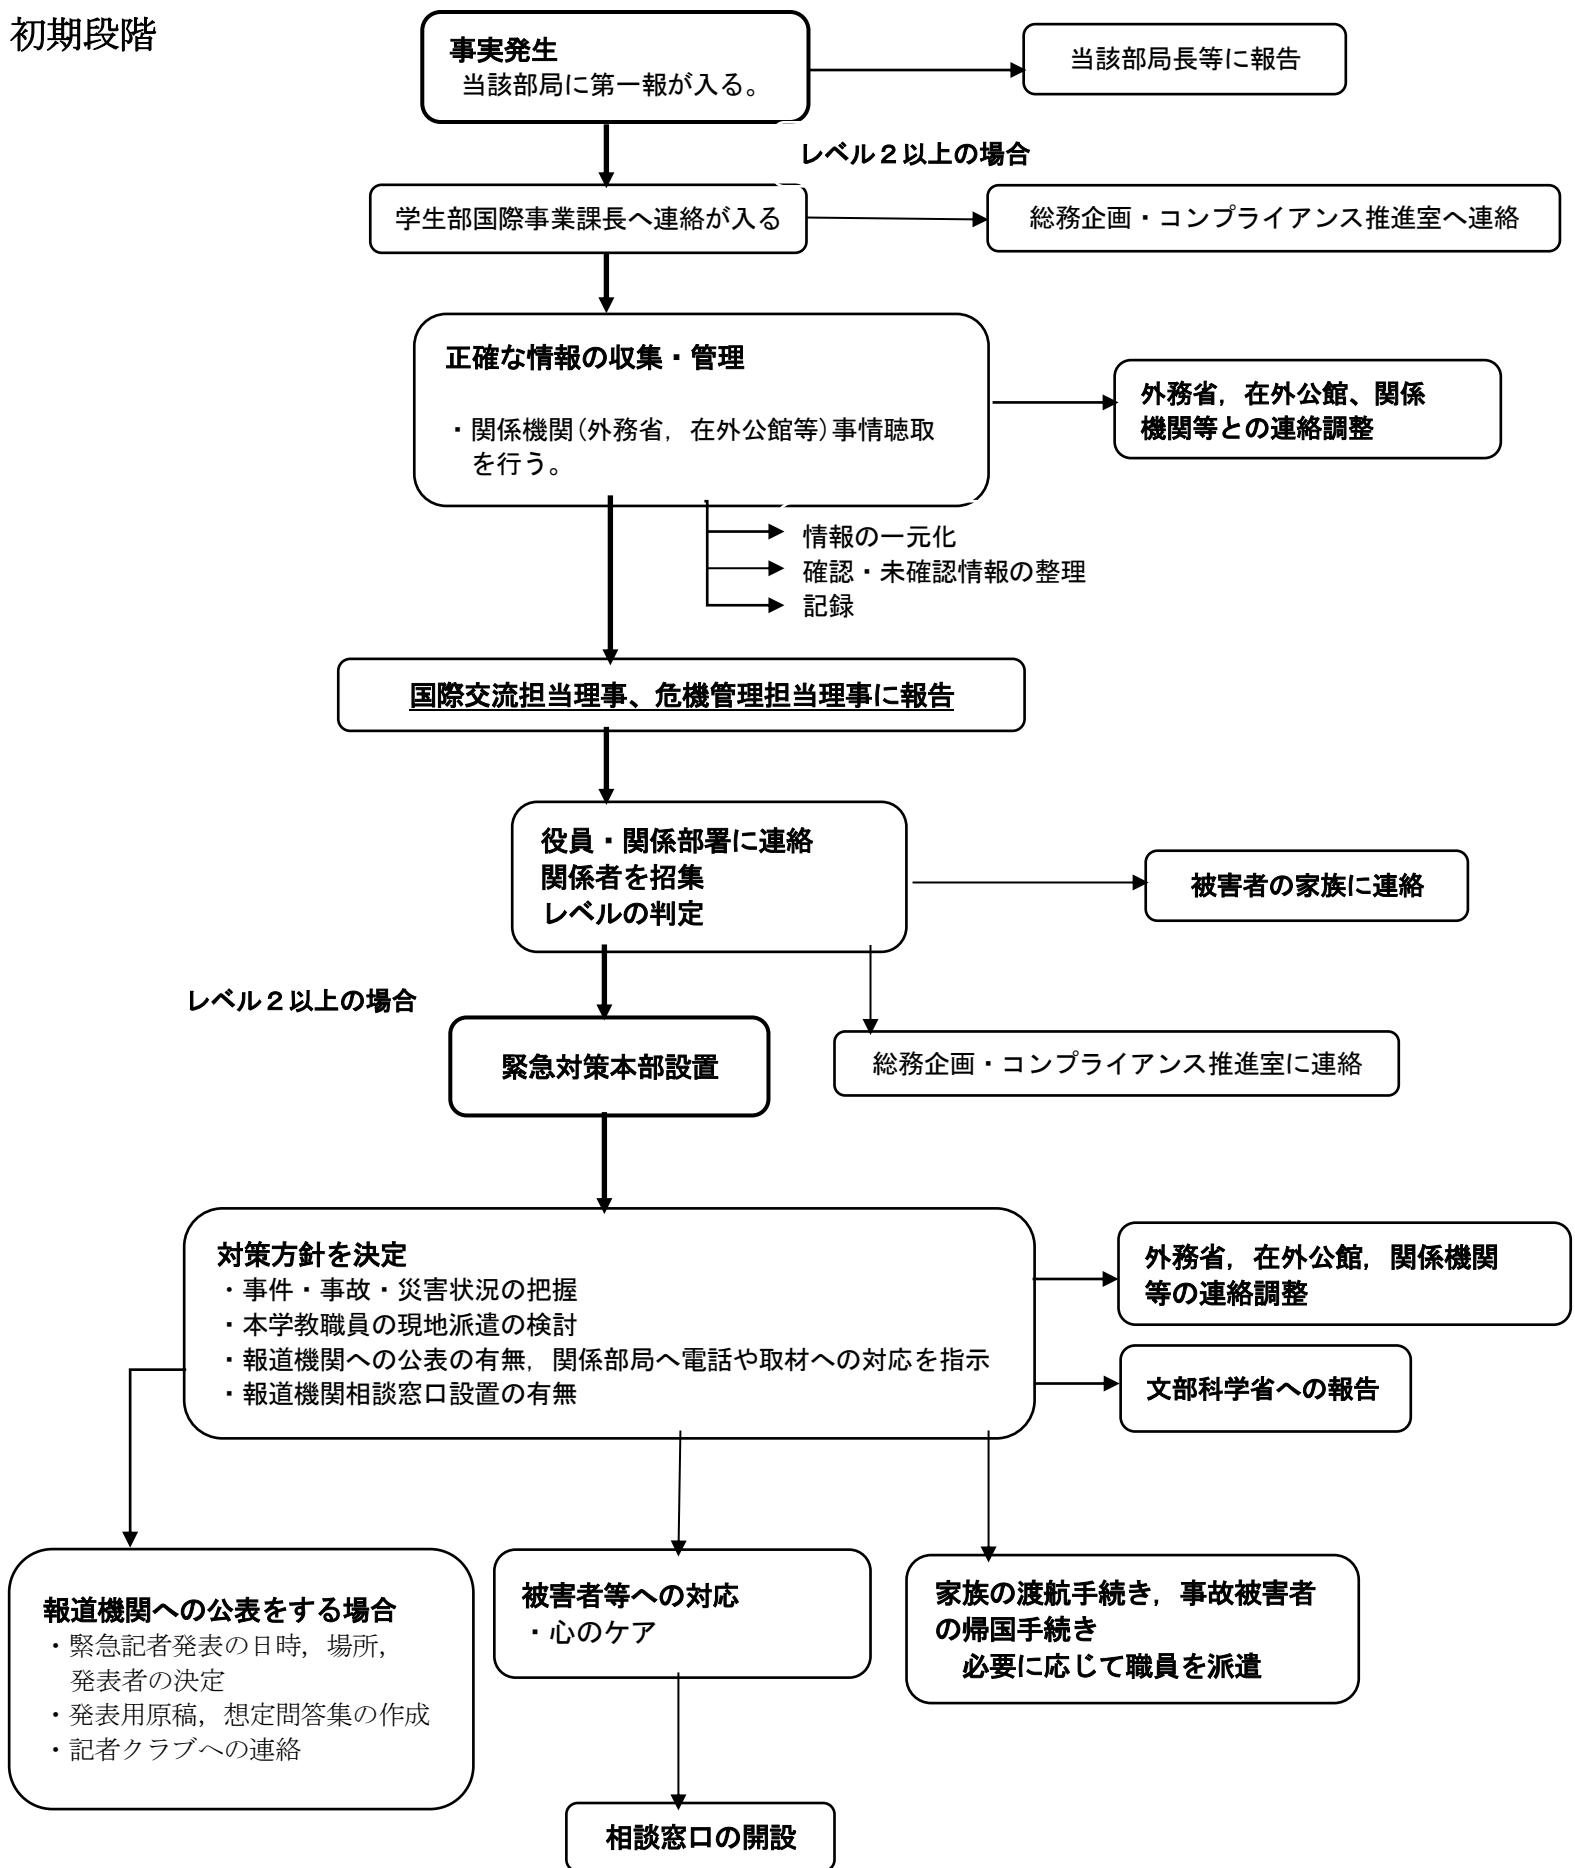 初期段階
事実発生
当該部局に第一報が入る。
当該部局長等に報告
レベル２以上の場合
学生部国際事業課長へ連絡が入る
総務企画・コンプライアンス推進室へ連絡
正確な情報の収集・管理
・関係機関(外務省，在外公館等)事情聴取
を行う。
外務省，在外公館、関係
機関等との連絡調整
情報の一元化
確認・未確認情報の整理
記録
国際交流担当理事、危機管理担当理事に報告
役員・関係部署に連絡
関係者を招集
レベルの判定
被害者の家族に連絡
レベル２以上の場合
緊急対策本部設置
総務企画・コンプライアンス推進室に連絡
対策方針を決定
・事件・事故・災害状況の把握
・本学教職員の現地派遣の検討
・報道機関への公表の有無，関係部局へ電話や取材への対応を指示
・報道機関相談窓口設置の有無
外務省，在外公館，関係機関
等の連絡調整
文部科学省への報告
報道機関への公表をする場合
・緊急記者発表の日時，場所，
発表者の決定
・発表用原稿，想定問答集の作成
・記者クラブへの連絡
被害者等への対応
・心のケア
家族の渡航手続き，事故被害者
の帰国手続き
必要に応じて職員を派遣
相談窓口の開設